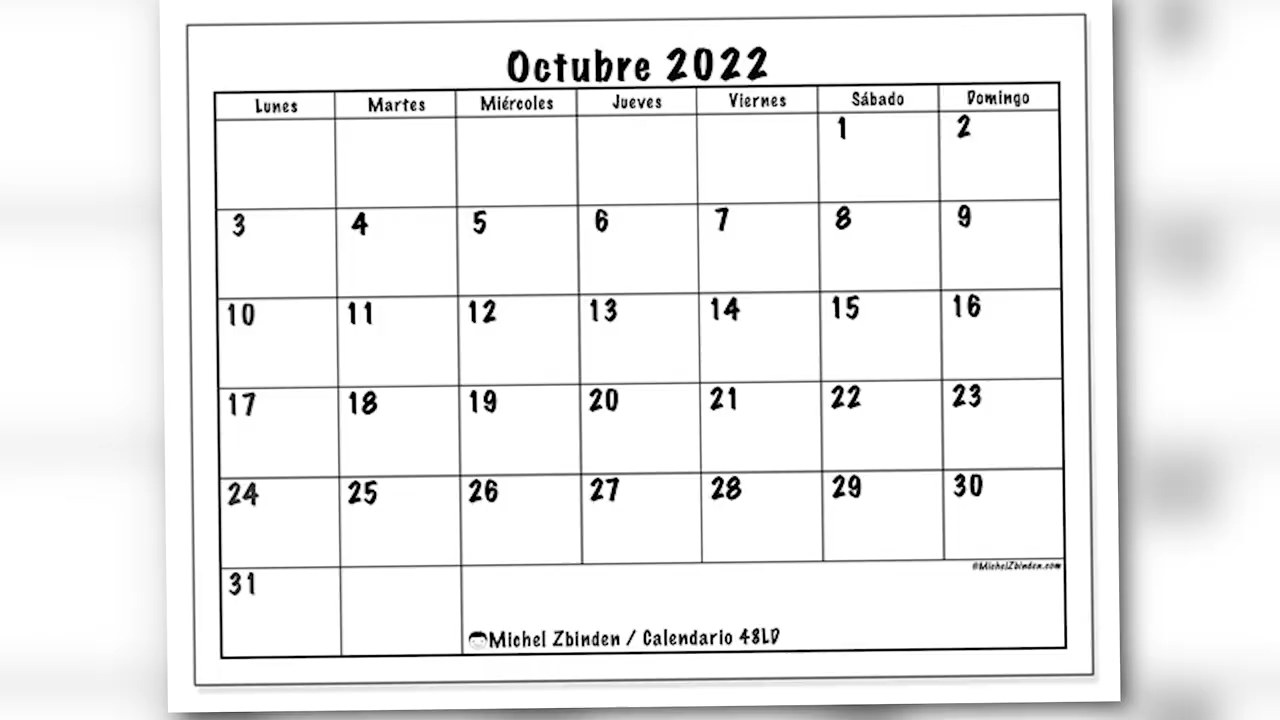 Octubre 2022
Lunes Martes Miércoles Jueves Viernes Sábado Domingo
1 2
3 4 5 6 7 8 9
10 11 12 13 14 15 16
17 18 19 20 21 22 23
24 25 26 27 28 29 30
31
©MichelZbinden.com
Michel Zbinden / Calendario 48LD